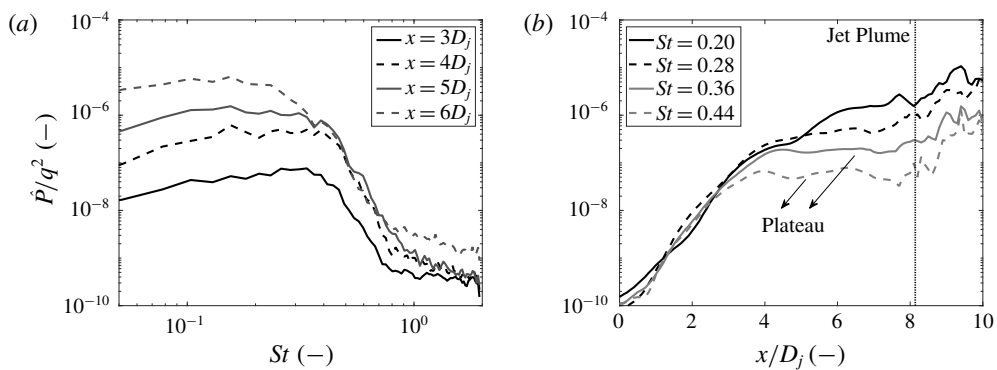 (a)
10^{-4}
10^{-6}
10^{-8}
10^{-10}
P̂/q^2 (–)
10^{-1}
10^0
St (–)
x = 3D_j
x = 4D_j
x = 5D_j
x = 6D_j
(b)
10^{-4}
10^{-6}
10^{-8}
10^{-10}
0 2 4 6 8 10
x/D_j (–)
St = 0.20
St = 0.28
St = 0.36
St = 0.44
Jet Plume
Plateau